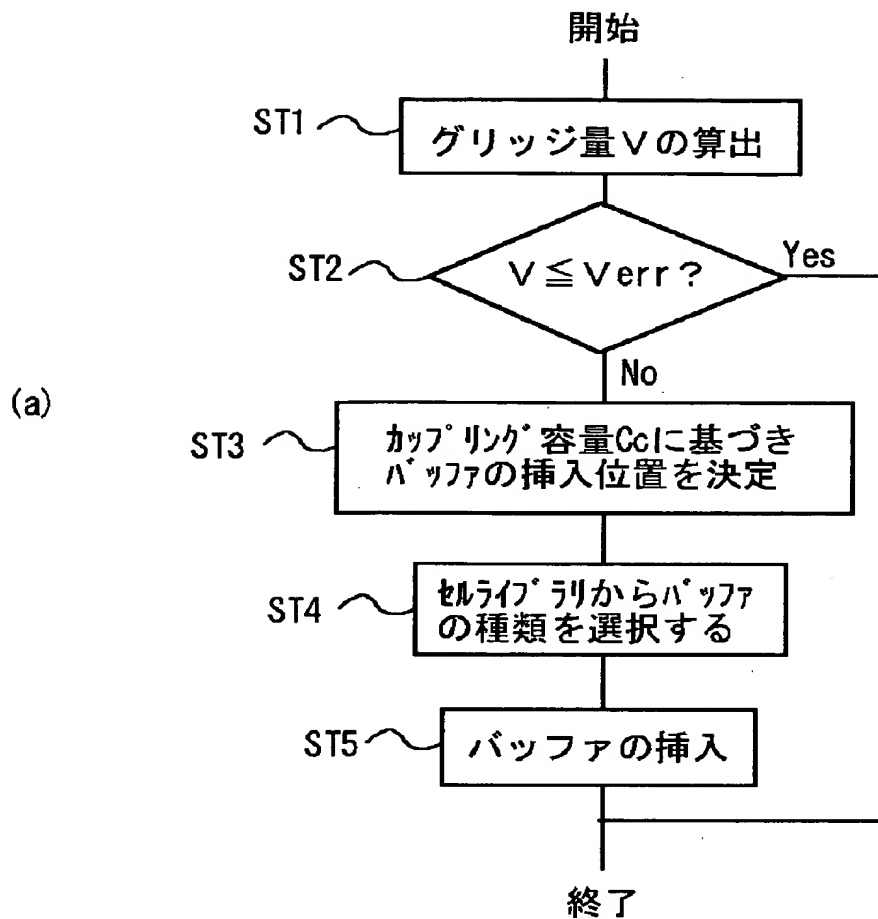 開始
ST1
グリッジ量Vの算出
ST2
V≦Verr?
Yes
No
(a)
ST3
ｶｯﾌﾟﾘﾝｸﾞ容量Ccに基づき
ﾊﾞｯﾌｧの挿入位置を決定
ST4
ｾﾙﾗｲﾌﾞﾗﾘからﾊﾞｯﾌｧ
の種類を選択する
ST5
バッファの挿入
終了